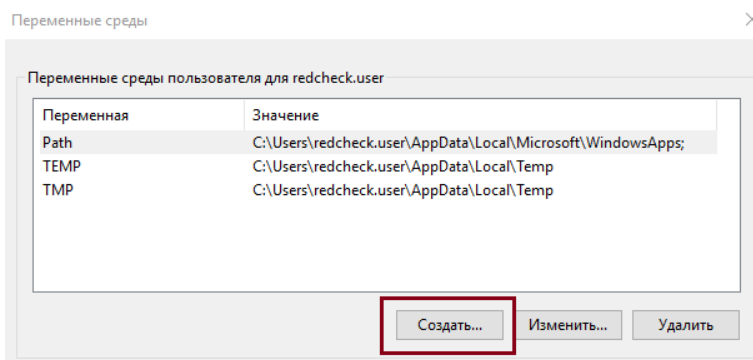 Переменные среды
Переменные среды пользователя для redcheck.user
Переменная Значение
Path C:\Users\redcheck.user\AppData\Local\Microsoft\WindowsApps;
TEMP C:\Users\redcheck.user\AppData\Local\Temp
TMP C:\Users\redcheck.user\AppData\Local\Temp
Создать... Изменить... Удалить